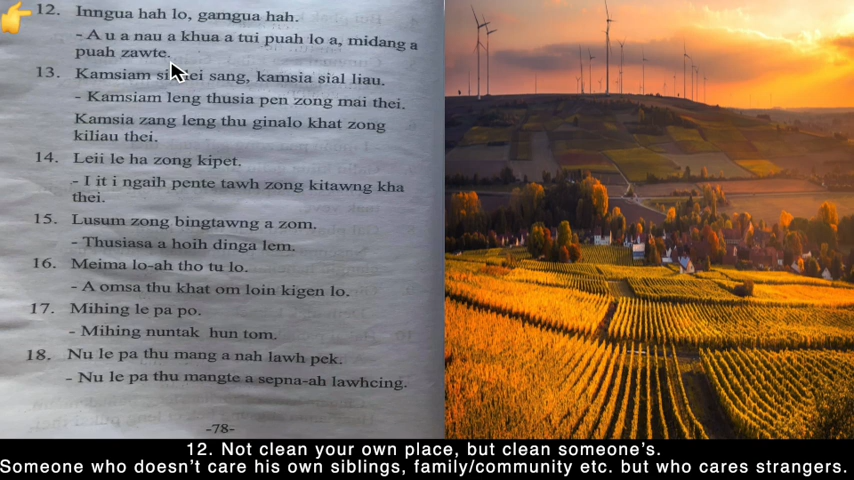 12. Inngua hah lo, gamgua hah.
- A u a nau a khua a tui puah lo a, midang a
puah zawte.
13. Kamsiam sang, kamsia sial liau.
- Kamsiam leng thusia pen zong mai thei.
Kamsia zang leng thu ginalo khat zong
kiliau thei.
14. Leii le ha zong kipet.
- I it i ngaih pente tawh zong kitawng kha
thei.
15. Lusum zong bingtawng a zom.
- Thusiasa a hoih dinga lem.
16. Meima lo-ah tho tu lo.
- A omsa thu khat om loin kigen lo.
17. Mihing le pa po.
- Mihing nuntak hun tom.
18. Nu le pa thu mang a nah lawh pek.
- Nu le pa thu mangte a sepna-ah lawhcing.
-78-
12. Not clean your own place, but clean someone's.
Someone who doesn't care his own siblings, family/community etc. but who cares strangers.